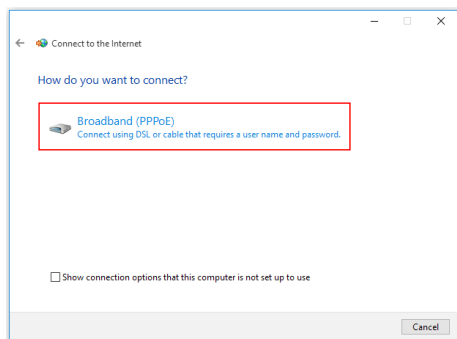 Connect to the Internet
How do you want to connect?
Broadband (PPPoE)
Connect using DSL or cable that requires a user name and password.
Show connection options that this computer is not set up to use
Cancel